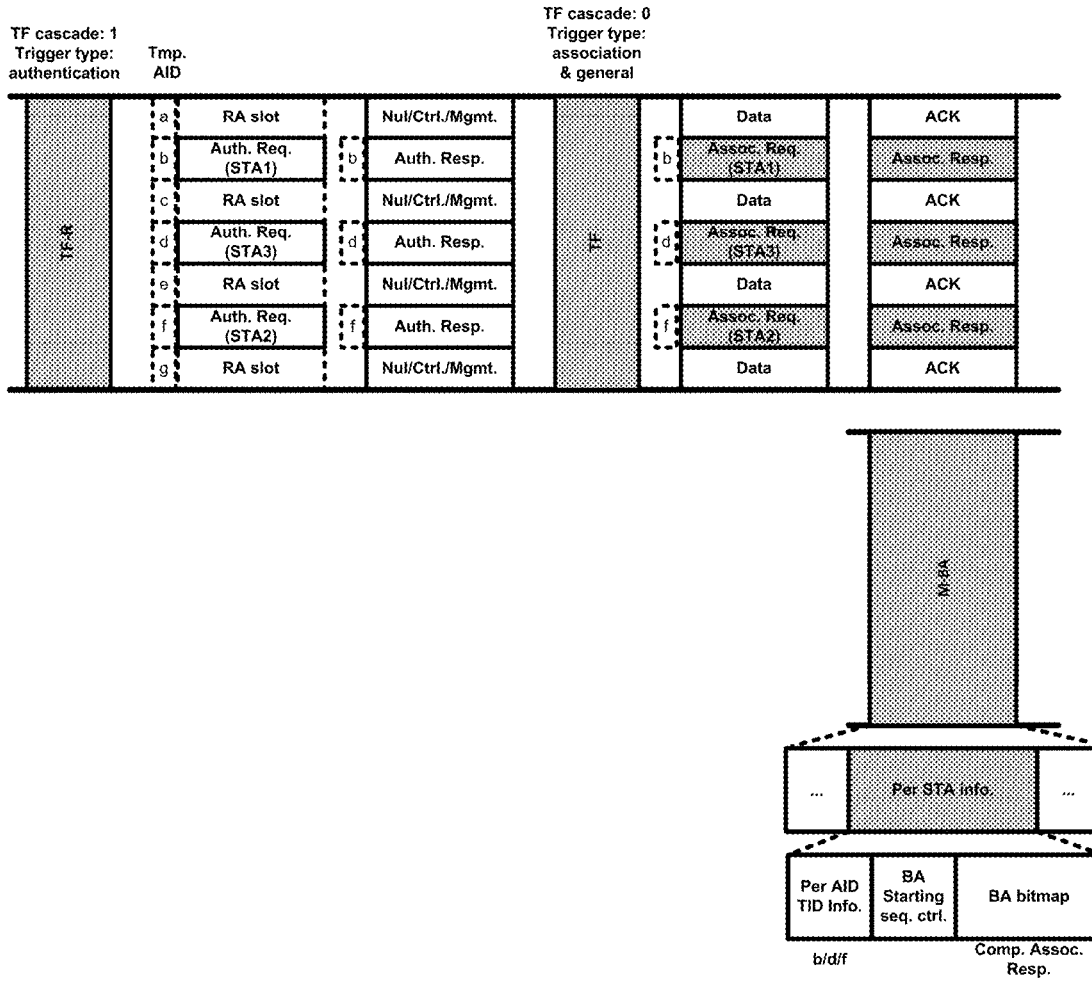 TF cascade: 1
Trigger type:
authentication
Tmp.
AID
TF cascade: 0
Trigger type:
association
& general
TF-R
a
RA slot
Nul/Ctrl./Mgmt.
TF
Data
ACK
b
Auth. Req.
(STA1)
b
Auth. Resp.
b
Assoc. Req.
(STA1)
Assoc. Resp.
c
RA slot
Nul/Ctrl./Mgmt.
Data
ACK
d
Auth. Req.
(STA3)
d
Auth. Resp.
d
Assoc. Req.
(STA3)
Assoc. Resp.
e
RA slot
Nul/Ctrl./Mgmt.
Data
ACK
f
Auth. Req.
(STA2)
f
Auth. Resp.
f
Assoc. Req.
(STA2)
Assoc. Resp.
g
RA slot
Nul/Ctrl./Mgmt.
Data
ACK
M-BA
...
Per STA info.
...
Per AID
TID Info.
BA
Starting
seq. ctrl.
BA bitmap
b/d/f
Comp. Assoc.
Resp.